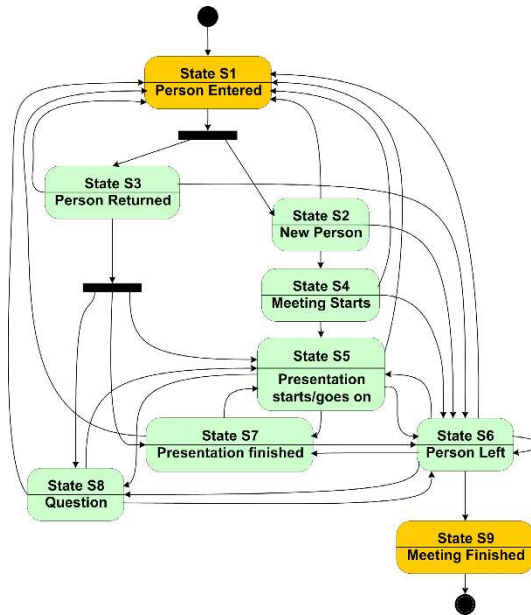 State S1
Person Entered
State S3
Person Returned
State S2
New Person
State S4
Meeting Starts
State S5
Presentation
starts/goes on
State S7
Presentation finished
State S6
Person Left
State S8
Question
State S9
Meeting Finished